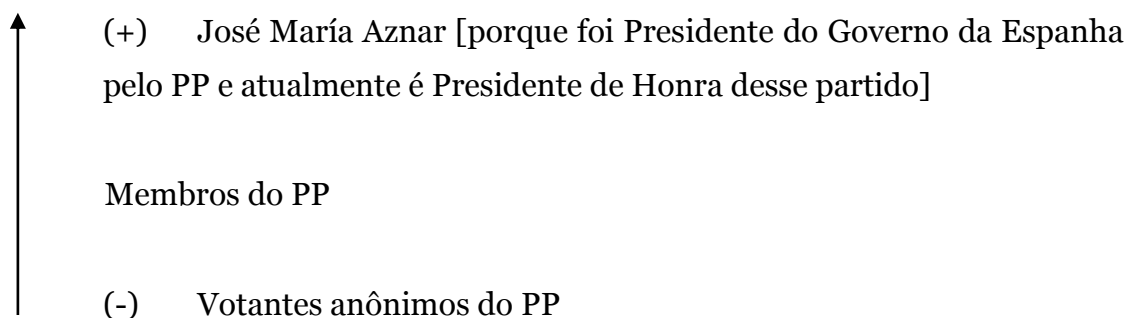 (+) José María Aznar [porque foi Presidente do Governo da Espanha
pelo PP e atualmente é Presidente de Honra desse partido]
Membros do PP
(-) Votantes anônimos do PP